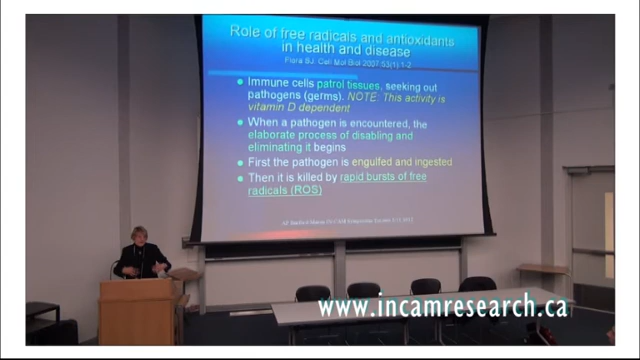 Role of free radicals and antioxidants
in health and disease
Flora SJ. Cell Mol Biol 2007:53(1):1-2
Immune cells patrol tissues, seeking out
pathogens (germs). NOTE: This activity is
vitamin D dependent
When a pathogen is encountered, the
elaborate process of disabling and
eliminating it begins
First the pathogen is engulfed and ingested
Then it is killed by rapid bursts of free
radicals (ROS)
www.incamresearch.ca